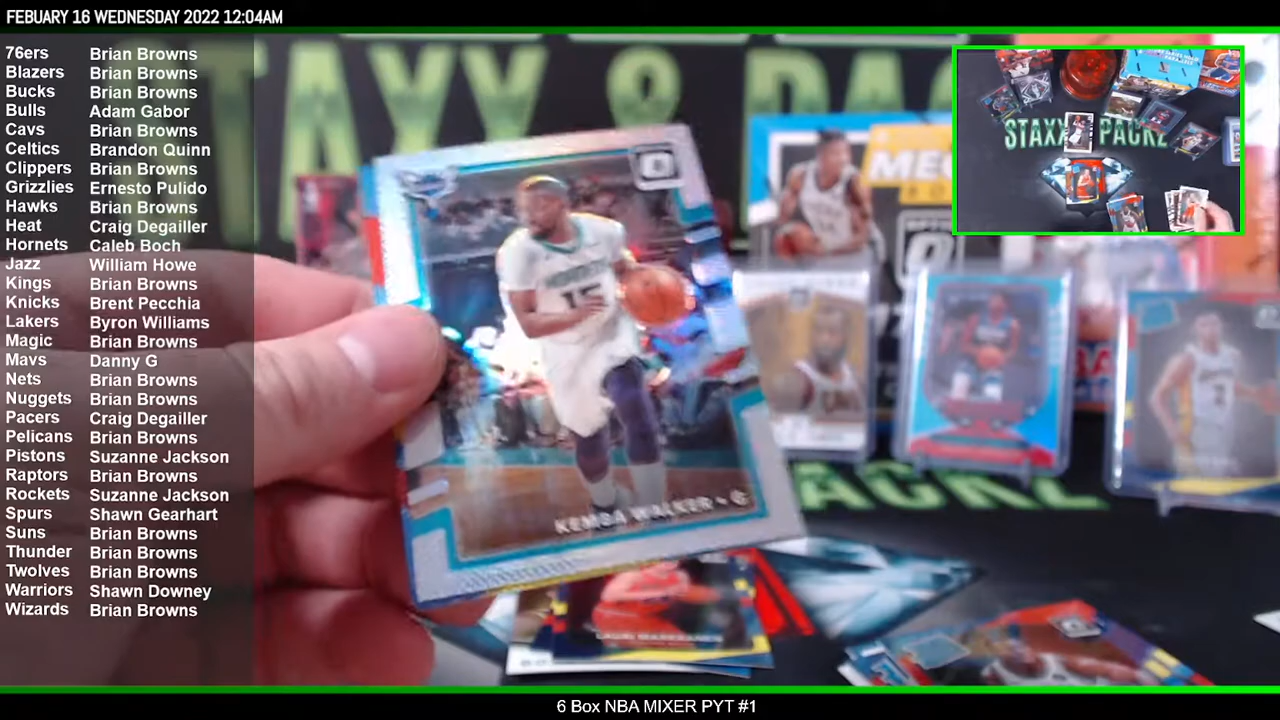 FEBUARY 16 WEDNESDAY 2022 12:04AM
76ers Brian Browns
Blazers Brian Browns
Bucks Brian Browns
Bulls Adam Gabor
Cavs Brian Browns
Celtics Brandon Quinn
Clippers Brian Browns
Grizzlies Ernesto Pulido
Hawks Brian Browns
Heat Craig Degailler
Hornets Caleb Boch
Jazz William Howe
Kings Brian Browns
Knicks Brent Pecchia
Lakers Byron Williams
Magic Brian Browns
Mavs Danny G
Nets Brian Browns
Nuggets Brian Browns
Pacers Craig Degailler
Pelicans Brian Browns
Pistons Suzanne Jackson
Raptors Brian Browns
Rockets Suzanne Jackson
Spurs Shawn Gearhart
Suns Brian Browns
Thunder Brian Browns
Twolves Brian Browns
Warriors Shawn Downey
Wizards Brian Browns
STAXX & PACKZ
MEG
15
KEMBA WALKER • G
LAURI MARKKANEN
2
6 Box NBA MIXER PYT #1